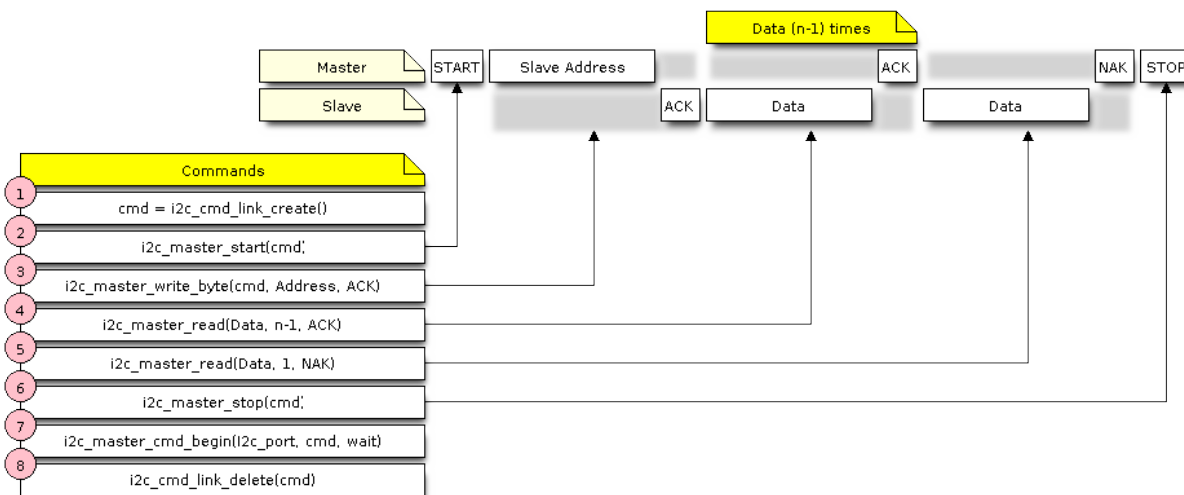 Data (n-1) times
Master START Slave Address ACK NAK STOP
Slave ACK Data Data
Commands
1
cmd = i2c_cmd_link_create()
2
i2c_master_start(cmd)
3
i2c_master_write_byte(cmd, Address, ACK)
4
i2c_master_read(Data, n-1, ACK)
5
i2c_master_read(Data, 1, NAK)
6
i2c_master_stop(cmd)
7
i2c_master_cmd_begin(I2c_port, cmd, wait)
8
i2c_cmd_link_delete(cmd)